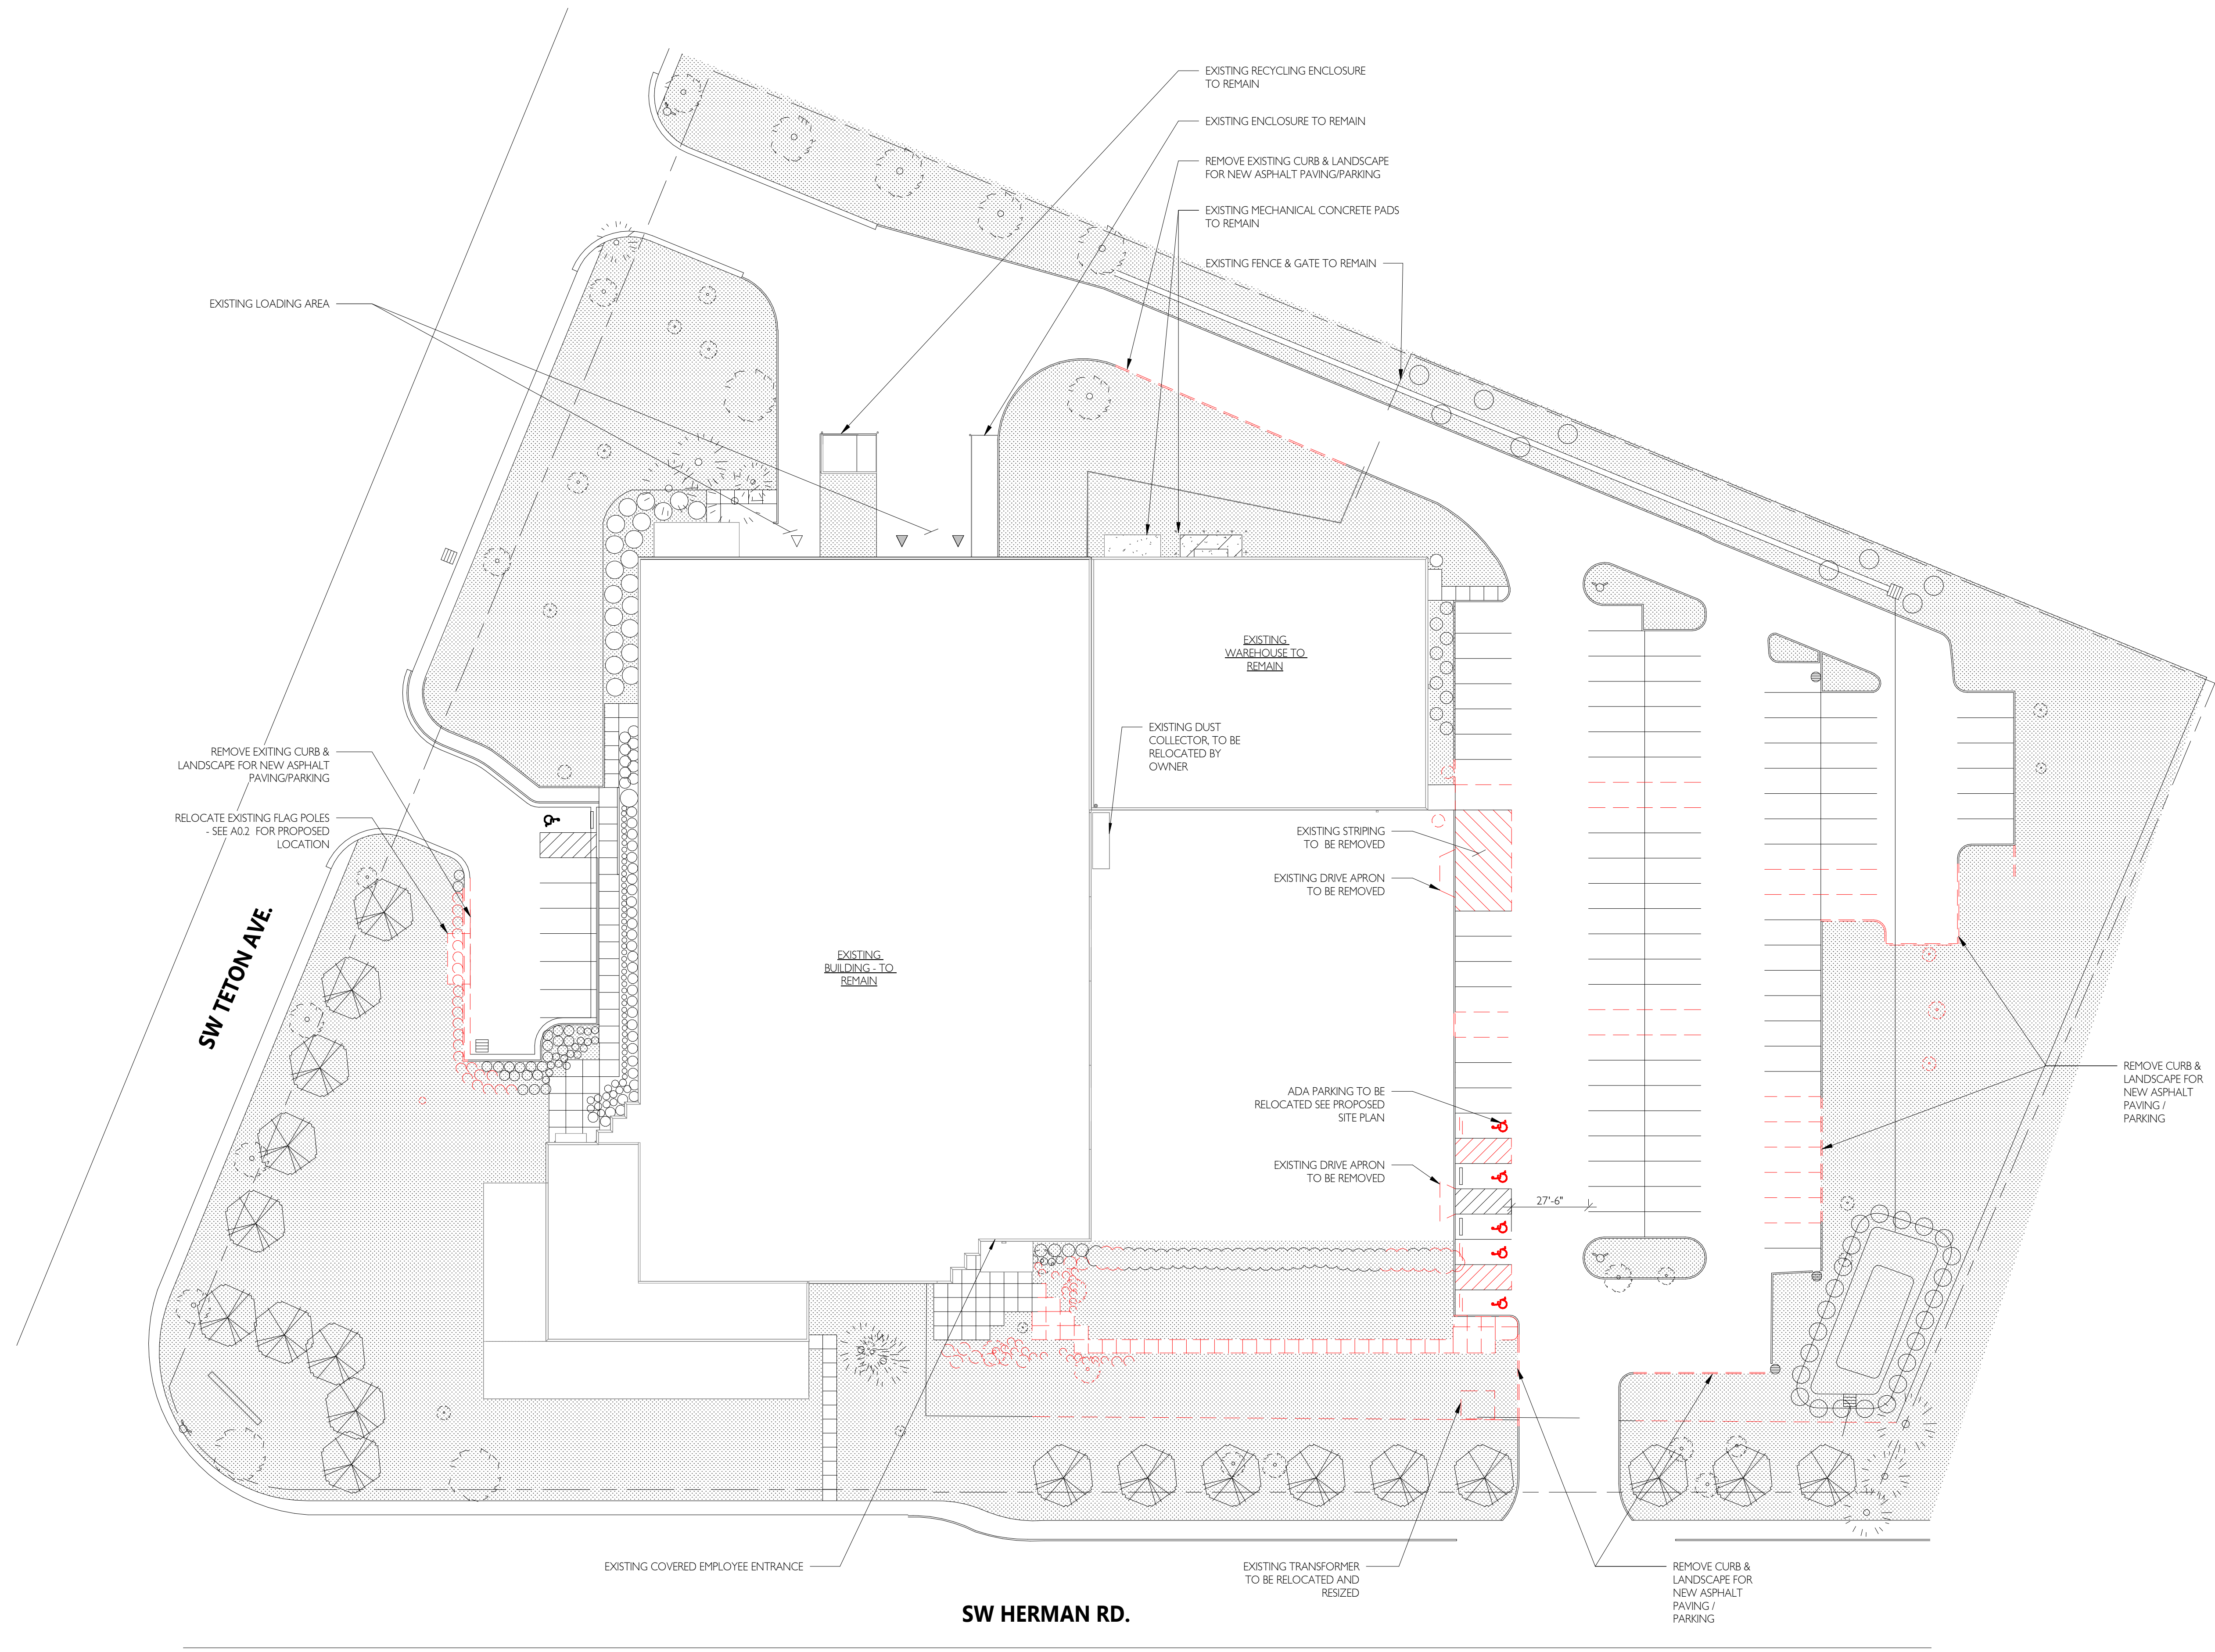 EXISTING RECYCLING ENCLOSURE
TO REMAIN
EXISTING ENCLOSURE TO REMAIN
REMOVE EXISTING CURB & LANDSCAPE
FOR NEW ASPHALT PAVING/PARKING
EXISTING MECHANICAL CONCRETE PADS
TO REMAIN
EXISTING FENCE & GATE TO REMAIN
EXISTING LOADING AREA
EXISTING
WAREHOUSE TO
REMAIN
EXISTING DUST
COLLECTOR, TO BE
RELOCATED BY
OWNER
REMOVE EXITING CURB &
LANDSCAPE FOR NEW ASPHALT
PAVING/PARKING
RELOCATE EXISTING FLAG POLES
- SEE A0.2 FOR PROPOSED
LOCATION
EXISTING STRIPING
TO BE REMOVED
EXISTING DRIVE APRON
TO BE REMOVED
SW TETON AVE.
EXISTING
BUILDING - TO
REMAIN
ADA PARKING TO BE
RELOCATED SEE PROPOSED
SITE PLAN
EXISTING DRIVE APRON
TO BE REMOVED
27'-6"
REMOVE CURB &
LANDSCAPE FOR
NEW ASPHALT
PAVING /
PARKING
EXISTING COVERED EMPLOYEE ENTRANCE
EXISTING TRANSFORMER
TO BE RELOCATED AND
RESIZED
REMOVE CURB &
LANDSCAPE FOR
NEW ASPHALT
PAVING /
PARKING
SW HERMAN RD.